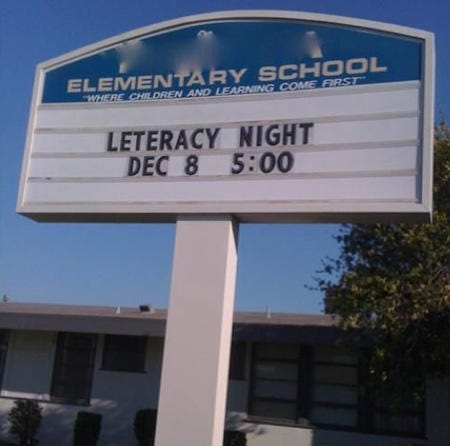 ELEMENTARY SCHOOL
"WHERE CHILDREN AND LEARNING COME FIRST"
LETERACY NIGHT
DEC 8 5:00